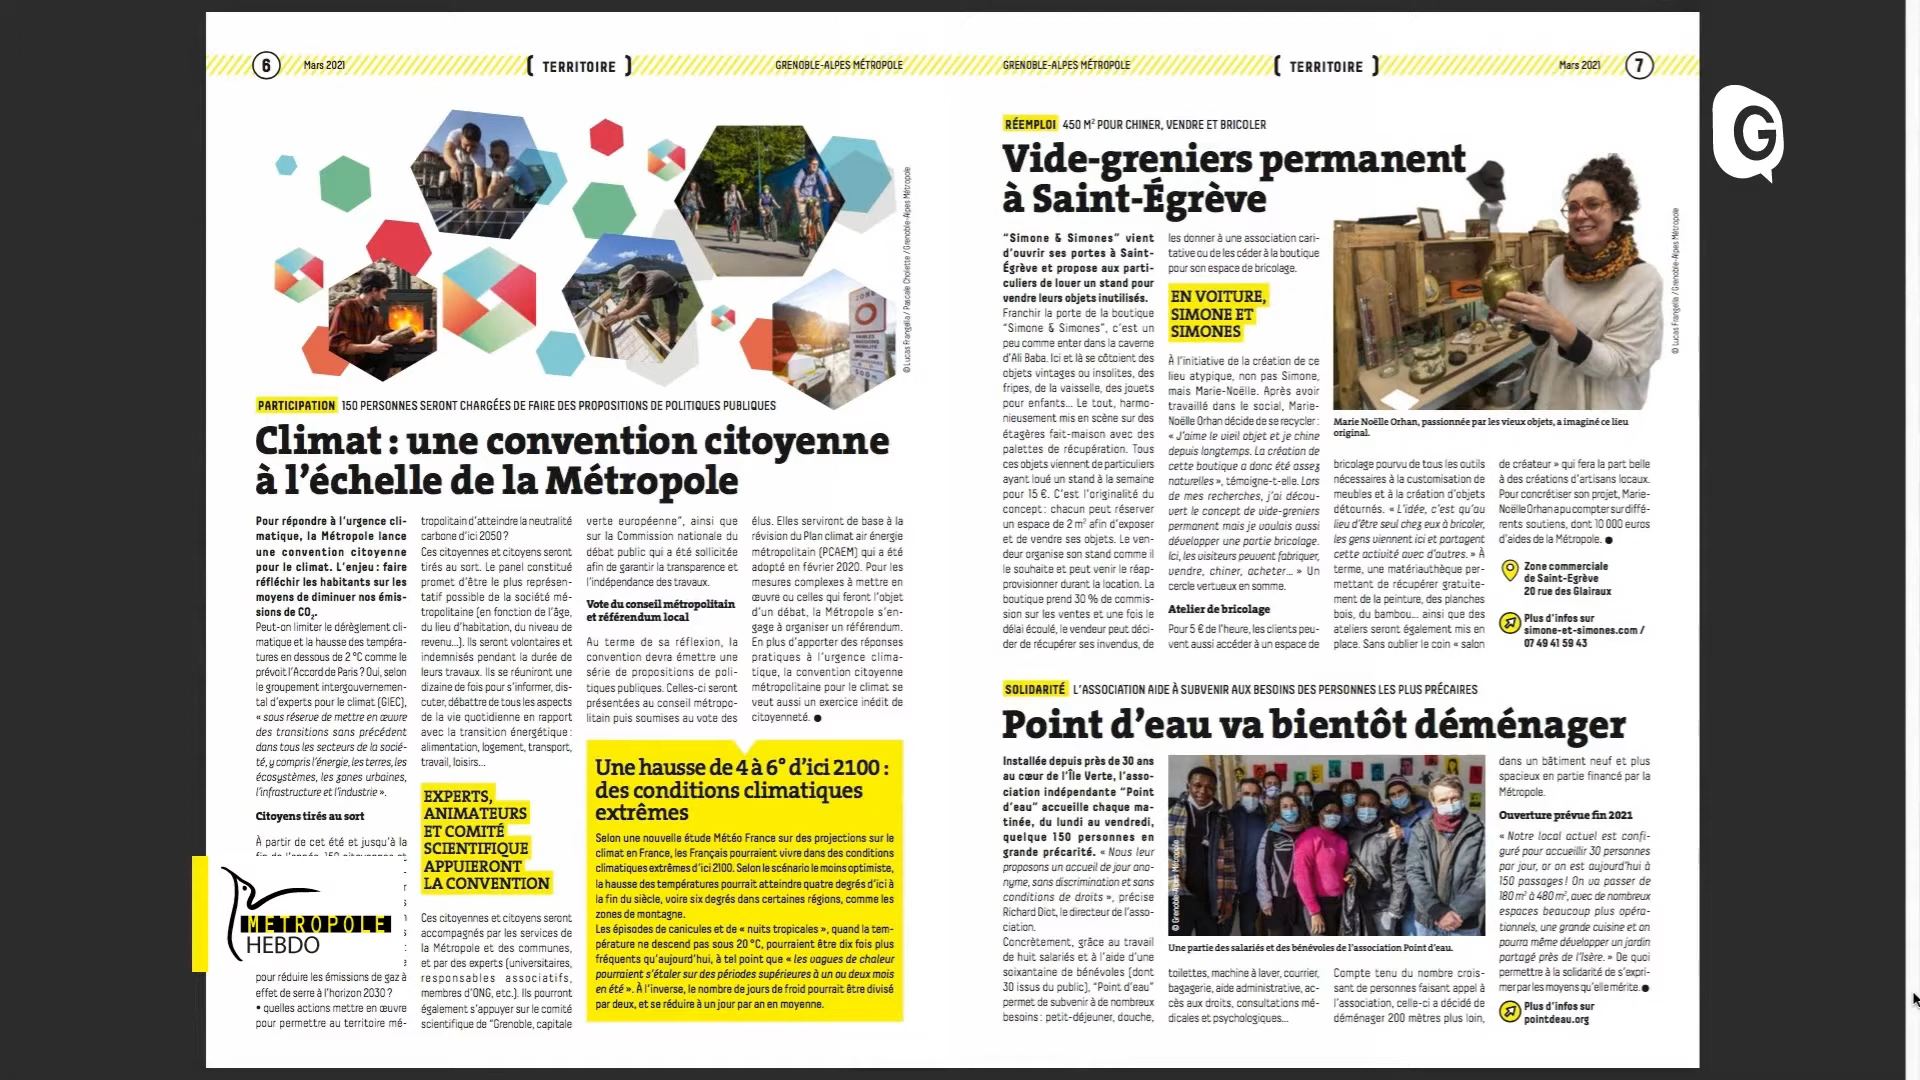 6
Mars 2021
( TERRITOIRE )
GRENOBLE-ALPES MÉTROPOLE
© Lucas Frangella / Pascale Cholette / Grenoble-Alpes Métropole
PARTICIPATION 150 PERSONNES SERONT CHARGÉES DE FAIRE DES PROPOSITIONS DE POLITIQUES PUBLIQUES
Climat : une convention citoyenne
à l'échelle de la Métropole
Pour répondre à l'urgence cli-
matique, la Métropole lance
une convention citoyenne
pour le climat. L'enjeu : faire
réfléchir les habitants sur les
moyens de diminuer nos émis-
sions de CO₂.
Peut-on limiter le dérèglement cli-
matique et la hausse des tempéra-
tures en dessous de 2 °C comme le
prévoit l'Accord de Paris ? Oui, selon
le groupement intergouvernemen-
tal d'experts pour le climat (GIEC),
« sous réserve de mettre en œuvre
des transitions sans précédent
dans tous les secteurs de la socié-
té, y compris l'énergie, les terres, les
écosystèmes, les zones urbaines,
l'infrastructure et l'industrie ».
Citoyens tirés au sort
À partir de cet été et jusqu'à la
METROPOLE
HEBDO
pour réduire les émissions de gaz à
effet de serre à l'horizon 2030 ?
• quelles actions mettre en œuvre
pour permettre au territoire mé-
tropolitain d'atteindre la neutralité
carbone d'ici 2050 ?
Ces citoyennes et citoyens seront
tirés au sort. Le panel constitué
promet d'être le plus représen-
tatif possible de la société mé-
tropolitaine (en fonction de l'âge,
du lieu d'habitation, du niveau de
revenu...). Ils seront volontaires et
indemnisés pendant la durée de
leurs travaux. Ils se réuniront une
dizaine de fois pour s'informer, dis-
cuter, débattre de tous les aspects
de la vie quotidienne en rapport
avec la transition énergétique :
alimentation, logement, transport,
travail, loisirs...
EXPERTS,
ANIMATEURS
ET COMITÉ
SCIENTIFIQUE
APPUIERONT
LA CONVENTION
Ces citoyennes et citoyens seront
accompagnés par les services de
la Métropole et des communes,
et par des experts (universitaires,
responsables associatifs,
membres d'ONG, etc.). Ils pourront
également s'appuyer sur le comité
scientifique de "Grenoble, capitale
verte européenne", ainsi que
sur la Commission nationale du
débat public qui a été sollicitée
afin de garantir la transparence et
l'indépendance des travaux.
Vote du conseil métropolitain
et référendum local
Au terme de sa réflexion, la
convention devra émettre une
série de propositions de poli-
tiques publiques. Celles-ci seront
présentées au conseil métropo-
litain puis soumises au vote des
élus. Elles serviront de base à la
révision du Plan climat air énergie
métropolitain (PCAEM) qui a été
adopté en février 2020. Pour les
mesures complexes à mettre en
œuvre ou celles qui feront l'objet
d'un débat, la Métropole s'en-
gage à organiser un référendum.
En plus d'apporter des réponses
pratiques à l'urgence clima-
tique, la convention citoyenne
métropolitaine pour le climat se
veut aussi un exercice inédit de
citoyenneté. ●
Une hausse de 4 à 6° d'ici 2100 :
des conditions climatiques
extrêmes
Selon une nouvelle étude Météo France sur des projections sur le
climat en France, les Français pourraient vivre dans des conditions
climatiques extrêmes d'ici 2100. Selon le scénario le moins optimiste,
la hausse des températures pourrait atteindre quatre degrés d'ici à
la fin du siècle, voire six degrés dans certaines régions, comme les
zones de montagne.
Les épisodes de canicules et de « nuits tropicales », quand la tem-
pérature ne descend pas sous 20 °C, pourraient être dix fois plus
fréquents qu'aujourd'hui, à tel point que « les vagues de chaleur
pourraient s'étaler sur des périodes supérieures à un ou deux mois
en été ». À l'inverse, le nombre de jours de froid pourrait être divisé
par deux, et se réduire à un jour par an en moyenne.
GRENOBLE-ALPES MÉTROPOLE
( TERRITOIRE )
Mars 2021
7
G
RÉEMPLOI 450 M² POUR CHINER, VENDRE ET BRICOLER
Vide-greniers permanent
à Saint-Égrève
"Simone & Simones" vient
d'ouvrir ses portes à Saint-
Égrève et propose aux parti-
culiers de louer un stand pour
vendre leurs objets inutilisés.
Franchir la porte de la boutique
"Simone & Simones", c'est un
peu comme enter dans la caverne
d'Ali Baba. Ici et là se côtoient des
objets vintages ou insolites, des
fripes, de la vaisselle, des jouets
pour enfants... Le tout, harmo-
nieusement mis en scène sur des
étagères fait-maison avec des
palettes de récupération. Tous
ces objets viennent de particuliers
ayant loué un stand à la semaine
pour 15 €. C'est l'originalité du
concept : chacun peut réserver
un espace de 2 m² afin d'exposer
et de vendre ses objets. Le ven-
deur organise son stand comme il
le souhaite et peut venir le réap-
provisionner durant la location. La
boutique prend 30 % de commis-
sion sur les ventes et une fois le
délai écoulé, le vendeur peut déci-
der de récupérer ses invendus, de
les donner à une association cari-
tative ou de les céder à la boutique
pour son espace de bricolage.
EN VOITURE,
SIMONE ET
SIMONES
À l'initiative de la création de ce
lieu atypique, non pas Simone,
mais Marie-Noëlle. Après avoir
travaillé dans le social, Marie-
Noëlle Orhan décide de se recycler :
« J'aime le vieil objet et je chine
depuis longtemps. La création de
cette boutique a donc été assez
naturelles », témoigne-t-elle. Lors
de mes recherches, j'ai décou-
vert le concept de vide-greniers
permanent mais je voulais aussi
développer une partie bricolage.
Ici, les visiteurs peuvent fabriquer,
vendre, chiner, acheter... » Un
cercle vertueux en somme.
Atelier de bricolage
Pour 5 € de l'heure, les clients peu-
vent aussi accéder à un espace de
© Lucas Frangella / Grenoble-Alpes Métropole
Marie Noëlle Orhan, passionnée par les vieux objets, a imaginé ce lieu
original.
bricolage pourvu de tous les outils
nécessaires à la customisation de
meubles et à la création d'objets
détournés. « L'idée, c'est qu'au
lieu d'être seul chez eux à bricoler,
les gens viennent ici et partagent
cette activité avec d'autres. » À
terme, une matériauthèque per-
mettant de récupérer gratuite-
ment de la peinture, des planches
bois, du bambou... ainsi que des
ateliers seront également mis en
place. Sans oublier le coin « salon
de créateur » qui fera la part belle
à des créations d'artisans locaux.
Pour concrétiser son projet, Marie-
Noëlle Orhan a pu compter sur diffé-
rents soutiens, dont 10 000 euros
d'aides de la Métropole. ●
Zone commerciale
de Saint-Egrève
20 rue des Glairaux
Plus d'infos sur
simone-et-simones.com /
07 49 41 59 43
SOLIDARITÉ L'ASSOCIATION AIDE À SUBVENIR AUX BESOINS DES PERSONNES LES PLUS PRÉCAIRES
Point d'eau va bientôt déménager
Installée depuis près de 30 ans
au cœur de l'Île Verte, l'asso-
ciation indépendante "Point
d'eau" accueille chaque ma-
tinée, du lundi au vendredi,
quelque 150 personnes en
grande précarité. « Nous leur
proposons un accueil de jour ano-
nyme, sans discrimination et sans
conditions de droits », précise
Richard Diot, le directeur de l'asso-
ciation.
Concrètement, grâce au travail
de huit salariés et à l'aide d'une
soixantaine de bénévoles (dont
30 issus du public), "Point d'eau"
permet de subvenir à de nombreux
besoins : petit-déjeuner, douche,
© Grenoble-Alpes Métropole
Une partie des salariés et des bénévoles de l'association Point d'eau.
toilettes, machine à laver, courrier,
bagagerie, aide administrative, ac-
cès aux droits, consultations mé-
dicales et psychologiques...
Compte tenu du nombre crois-
sant de personnes faisant appel à
l'association, celle-ci a décidé de
déménager 200 mètres plus loin,
dans un bâtiment neuf et plus
spacieux en partie financé par la
Métropole.
Ouverture prévue fin 2021
« Notre local actuel est confi-
guré pour accueillir 30 personnes
par jour, or on est aujourd'hui à
150 passages ! On va passer de
180 m² à 480 m², avec de nombreux
espaces beaucoup plus opéra-
tionnels, une grande cuisine et on
pourra même développer un jardin
partagé près de l'Isère. » De quoi
permettre à la solidarité de s'expri-
mer par les moyens qu'elle mérite. ●
Plus d'infos sur
pointdeau.org